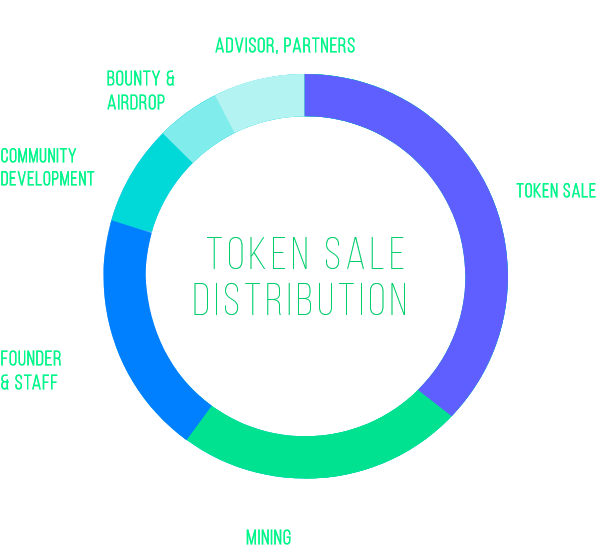 ADVISOR, PARTNERS
BOUNTY &
AIRDROP
COMMUNITY
DEVELOPMENT
TOKEN SALE
TOKEN SALE
DISTRIBUTION
FOUNDER
& STAFF
MINING